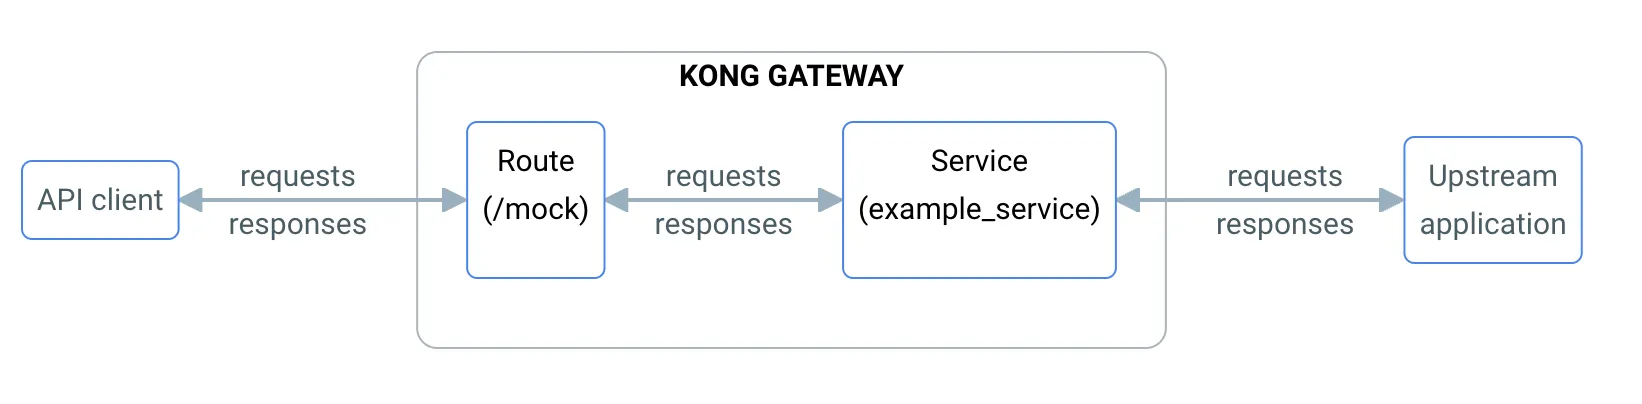 KONG GATEWAY
API client
requests
responses
Route
(/mock)
requests
responses
Service
(example_service)
requests
responses
Upstream
application